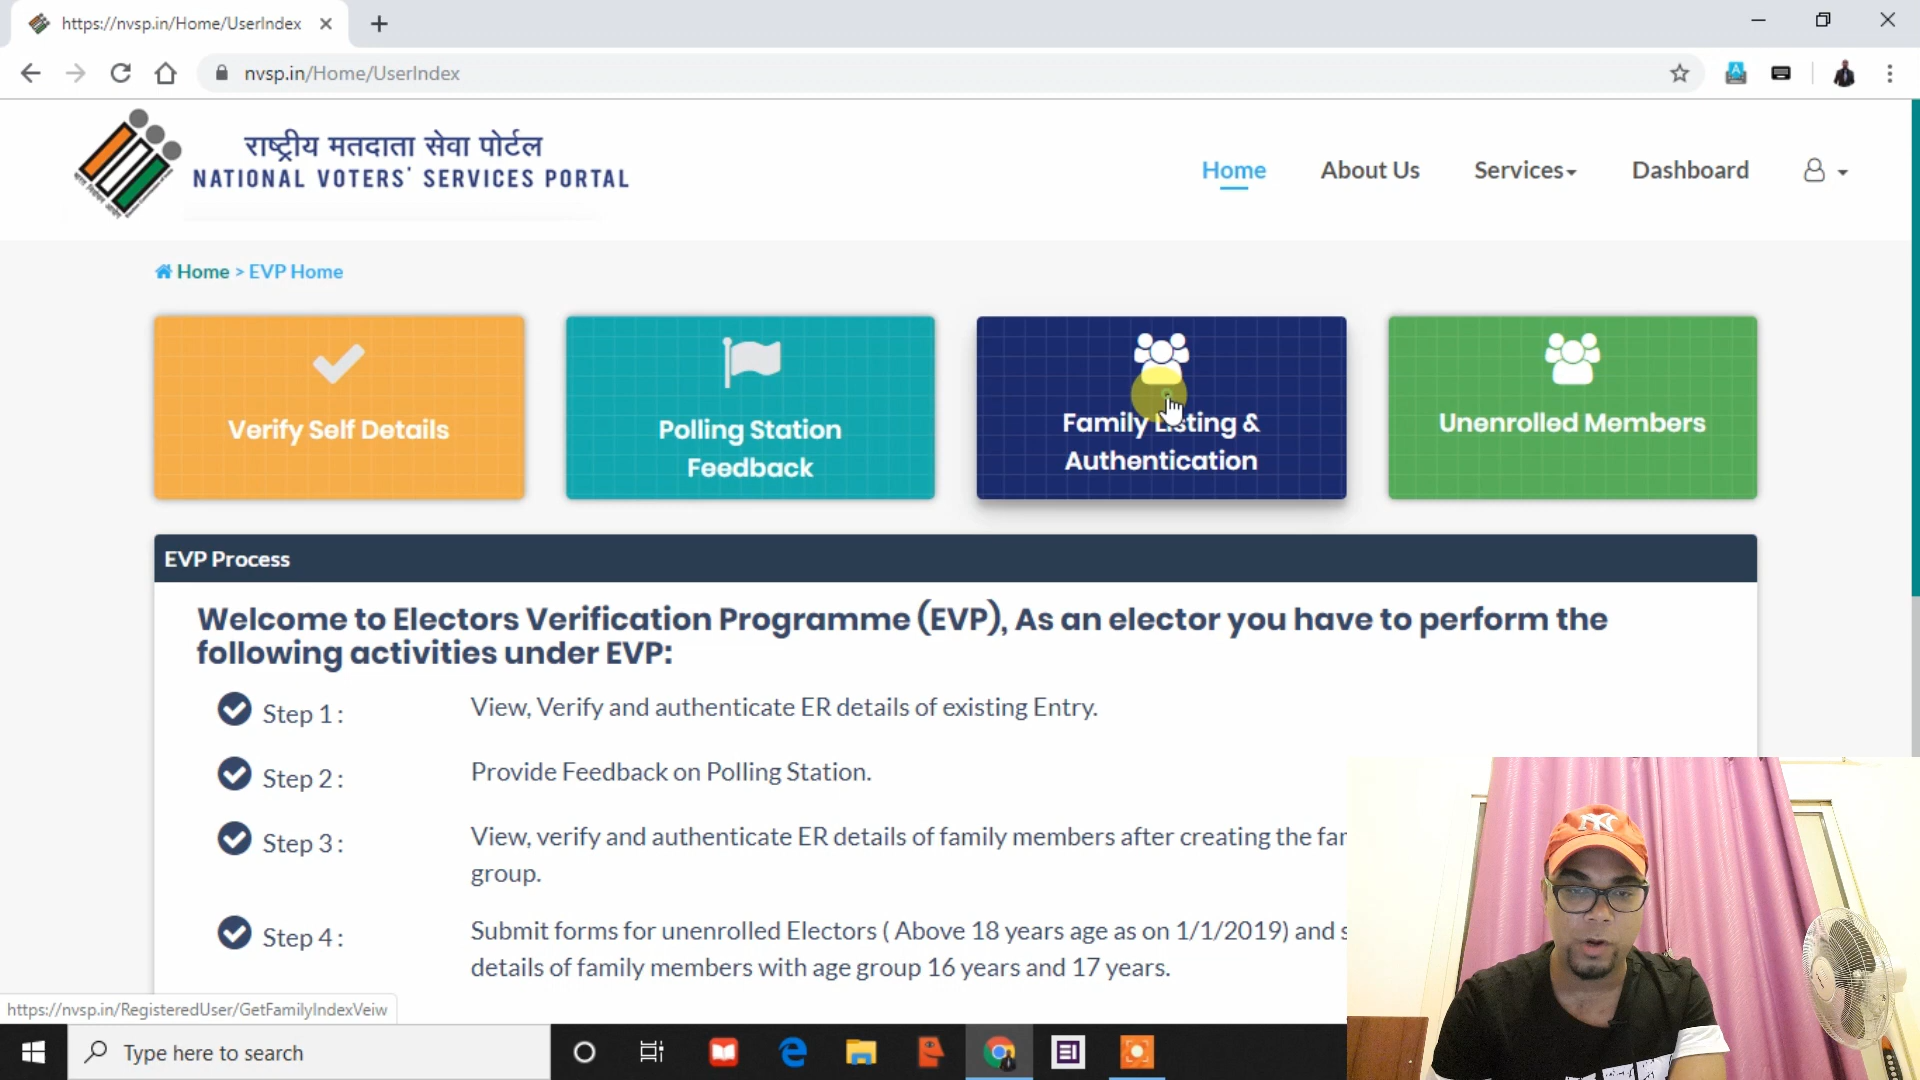 https://nvsp.in/Home/UserIndex
nvsp.in/Home/UserIndex
राष्ट्रीय मतदाता सेवा पोर्टल
NATIONAL VOTERS' SERVICES PORTAL
Home
About Us
Services
Dashboard
Home > EVP Home
Verify Self Details
Polling Station
Feedback
Family Listing &
Authentication
Unenrolled Members
EVP Process
Welcome to Electors Verification Programme (EVP), As an elector you have to perform the
following activities under EVP:
Step 1 :
View, Verify and authenticate ER details of existing Entry.
Step 2 :
Provide Feedback on Polling Station.
Step 3 :
View, verify and authenticate ER details of family members after creating the
group.
Step 4 :
Submit forms for unenrolled Electors ( Above 18 years age as on 1/1/2019) and
details of family members with age group 16 years and 17 years.
https://nvsp.in/RegisteredUser/GetFamilyIndexVeiw
Type here to search